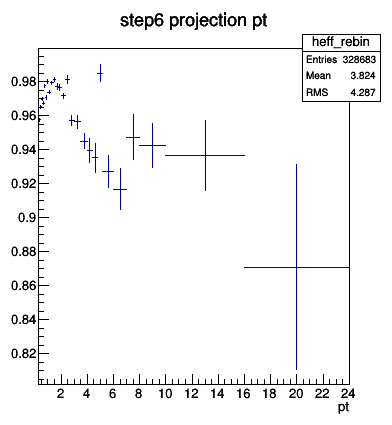 step6 projection pt
heff_rebin
Entries 328683
Mean 3.824
RMS 4.287
0.98
0.96
0.94
0.92
0.9
0.88
0.86
0.84
0.82
2 4 6 8 10 12 14 16 18 20 22 24
pt